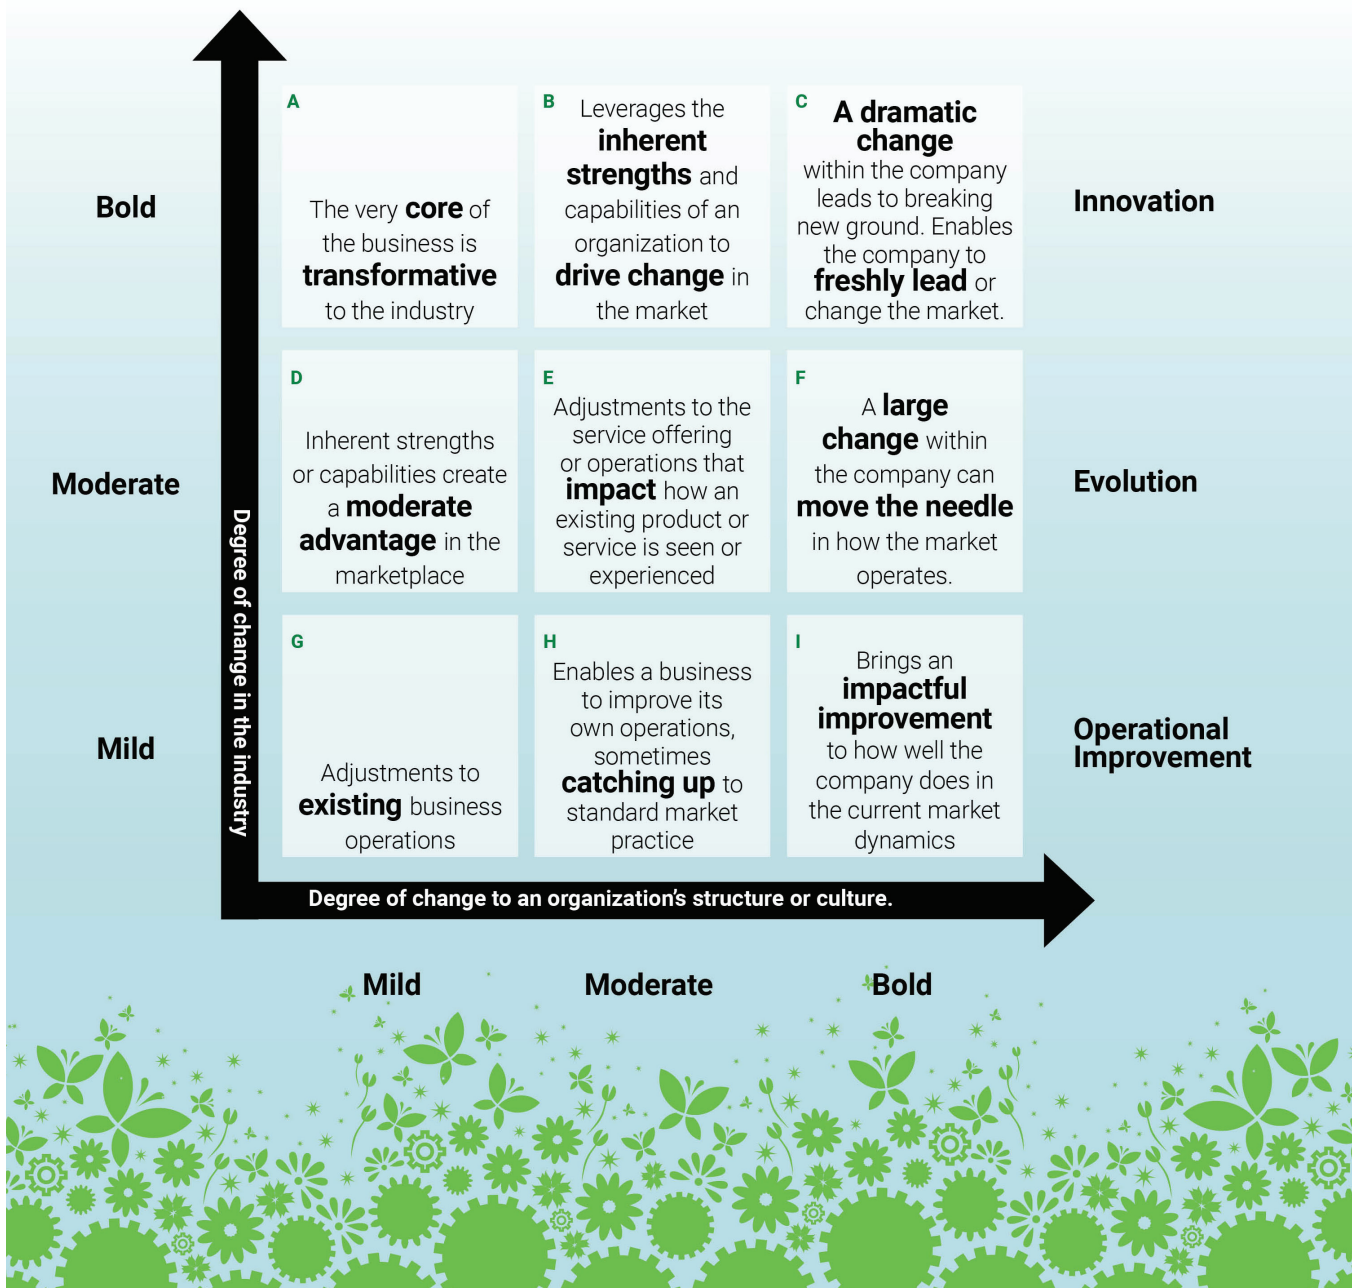 Bold
A
The very core of
the business is
transformative
to the industry
B
Leverages the
inherent
strengths and
capabilities of an
organization to
drive change in
the market
C
A dramatic
change
within the company
leads to breaking
new ground. Enables
the company to
freshly lead or
change the market.
Innovation
Moderate
D
Inherent strengths
or capabilities create
a moderate
advantage in the
marketplace
E
Adjustments to the
service offering
or operations that
impact how an
existing product or
service is seen or
experienced
F
A large
change within
the company can
move the needle
in how the market
operates.
Evolution
Mild
G
Adjustments to
existing business
operations
H
Enables a business
to improve its
own operations,
sometimes
catching up to
standard market
practice
I
Brings an
impactful
improvement
to how well the
company does in
the current market
dynamics
Operational
Improvement
Degree of change in the industry
Degree of change to an organization’s structure or culture.
Mild
Moderate
Bold